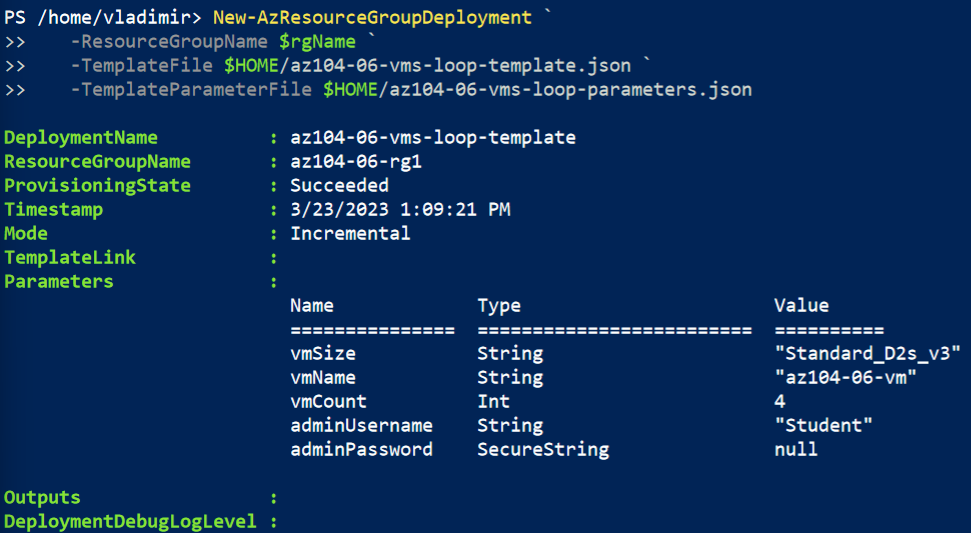 PS /home/vladimir> New-AzResourceGroupDeployment `
>>    -ResourceGroupName $rgName `
>>    -TemplateFile $HOME/az104-06-vms-loop-template.json `
>>    -TemplateParameterFile $HOME/az104-06-vms-loop-parameters.json

DeploymentName          : az104-06-vms-loop-template
ResourceGroupName       : az104-06-rg1
ProvisioningState       : Succeeded
Timestamp               : 3/23/2023 1:09:21 PM
Mode                    : Incremental
TemplateLink            :
Parameters              :
                          Name             Type                       Value
                          ===============  =========================  ==========
                          vmSize           String                     "Standard_D2s_v3"
                          vmName           String                     "az104-06-vm"
                          vmCount          Int                        4
                          adminUsername    String                     "Student"
                          adminPassword    SecureString               null

Outputs                 :
DeploymentDebugLogLevel :